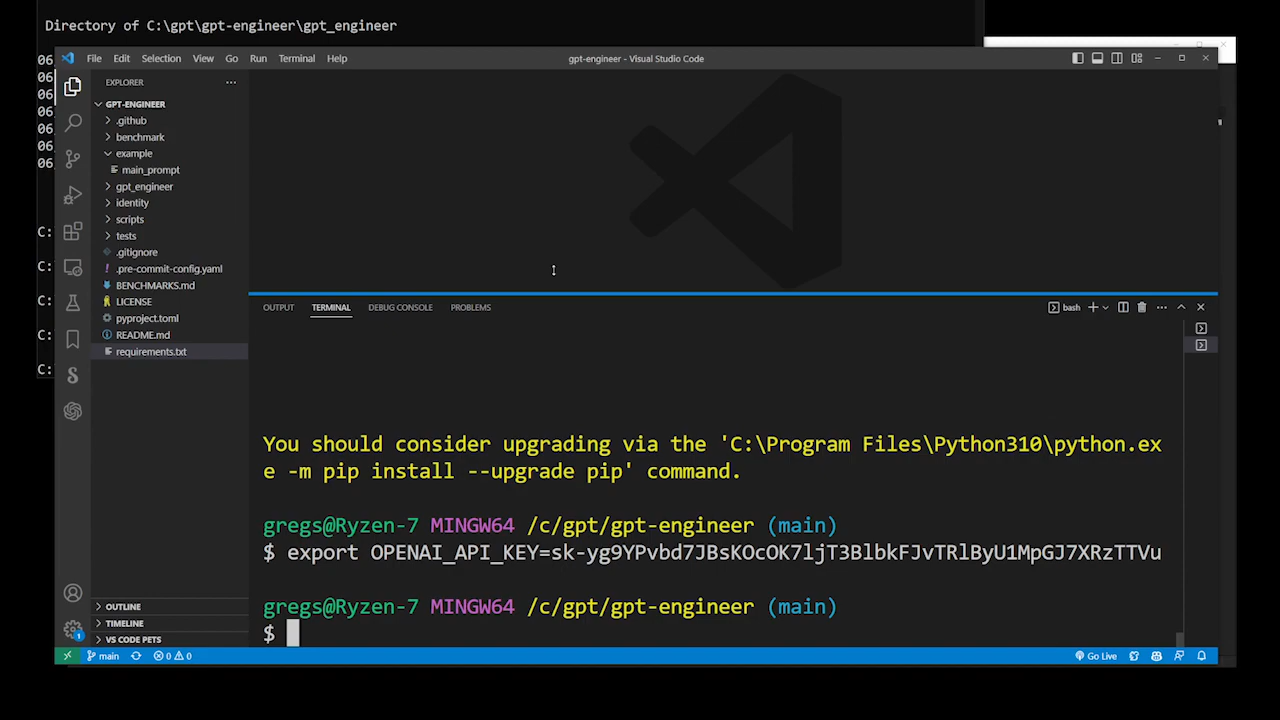 Directory of C:\gpt\gpt-engineer\gpt_engineer
06
06
06
06
06
06
06
C:
C:
C:
C:
C:
File Edit Selection View Go Run Terminal Help
gpt-engineer - Visual Studio Code
EXPLORER
GPT-ENGINEER
.github
benchmark
example
main_prompt
gpt_engineer
identity
scripts
tests
.gitignore
.pre-commit-config.yaml
BENCHMARKS.md
LICENSE
pyproject.toml
README.md
requirements.txt
OUTLINE
TIMELINE
VS CODE PETS
OUTPUT TERMINAL DEBUG CONSOLE PROBLEMS
bash
You should consider upgrading via the 'C:\Program Files\Python310\python.ex
e -m pip install --upgrade pip' command.
gregs@Ryzen-7 MINGW64 /c/gpt/gpt-engineer (main)
$ export OPENAI_API_KEY=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
gregs@Ryzen-7 MINGW64 /c/gpt/gpt-engineer (main)
$
1
main 0 0
Go Live